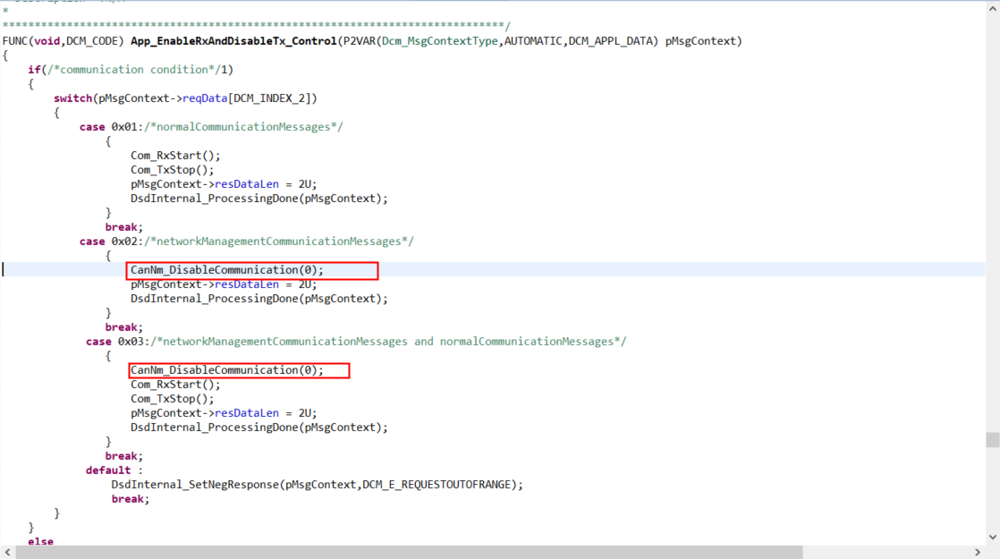 *
******************************************************************************/
FUNC(void,DCM_CODE) App_EnableRxAndDisableTx_Control(P2VAR(Dcm_MsgContextType,AUTOMATIC,DCM_APPL_DATA) pMsgContext)
{
    if(/*communication condition*/1)
    {
        switch(pMsgContext->reqData[DCM_INDEX_2])
        {
            case 0x01:/*normalCommunicationMessages*/
                {
                    Com_RxStart();
                    Com_TxStop();
                    pMsgContext->resDataLen = 2U;
                    DsdInternal_ProcessingDone(pMsgContext);
                }
                break;
            case 0x02:/*networkManagementCommunicationMessages*/
                {
                    CanNm_DisableCommunication(0);
                    pMsgContext->resDataLen = 2U;
                    DsdInternal_ProcessingDone(pMsgContext);
                }
                break;
             case 0x03:/*networkManagementCommunicationMessages and normalCommunicationMessages*/
                {
                    CanNm_DisableCommunication(0);
                    Com_RxStart();
                    Com_TxStop();
                    pMsgContext->resDataLen = 2U;
                    DsdInternal_ProcessingDone(pMsgContext);
                }
                break;
             default :
                 DsdInternal_SetNegResponse(pMsgContext,DCM_E_REQUESTOUTOFRANGE);
                 break;
        }
    }
    else